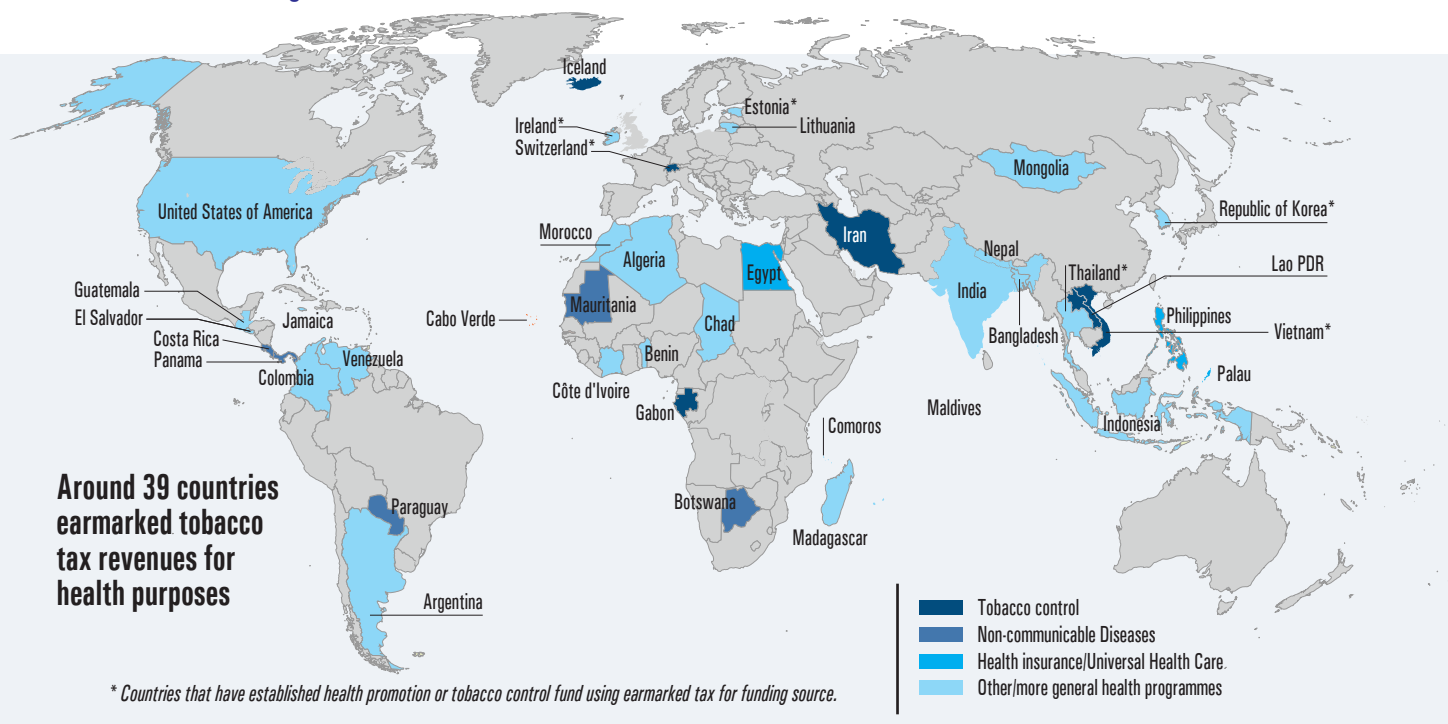 Iceland
Estonia*
Ireland*
Lithuania
Switzerland*
Mongolia
United States of America
Republic of Korea*
Morocco
Iran
Nepal
Algeria
Lao PDR
Egypt
Thailand*
Guatemala
India
Mauritania
El Salvador
Jamaica
Cabo Verde
Philippines
Chad
Costa Rica
Bangladesh
Vietnam*
Benin
Panama
Venezuela
Colombia
Palau
Côte d'Ivoire
Maldives
Gabon
Comoros
Indonesia
Around 39 countries
earmarked tobacco
tax revenues for
health purposes
Paraguay
Botswana
Madagascar
Argentina
Tobacco control
Non-communicable Diseases
Health insurance/Universal Health Care.
Other/more general health programmes
* Countries that have established health promotion or tobacco control fund using earmarked tax for funding source.